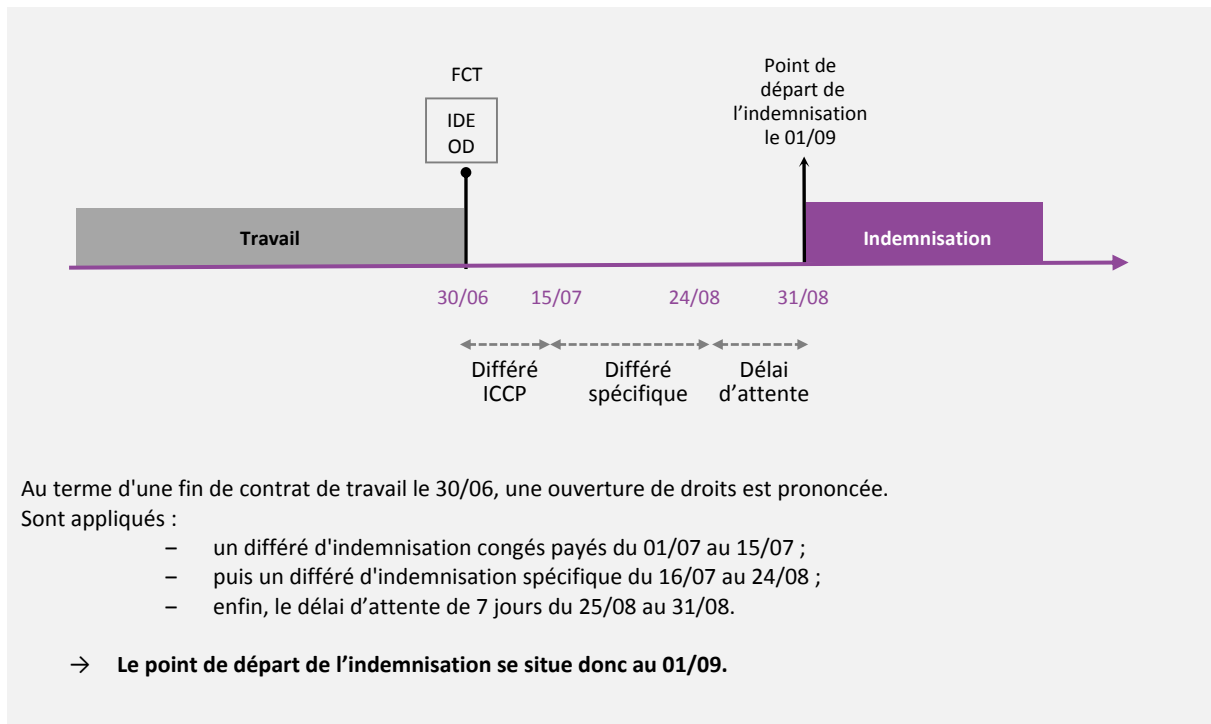 FCT
IDE
OD
Point de
départ de
l’indemnisation
le 01/09
Travail
Indemnisation
30/06 15/07 24/08 31/08
Différé
ICCP
Différé
spécifique
Délai
d’attente
Au terme d'une fin de contrat de travail le 30/06, une ouverture de droits est prononcée.
Sont appliqués :
– un différé d'indemnisation congés payés du 01/07 au 15/07 ;
– puis un différé d'indemnisation spécifique du 16/07 au 24/08 ;
– enfin, le délai d’attente de 7 jours du 25/08 au 31/08.
→ Le point de départ de l’indemnisation se situe donc au 01/09.